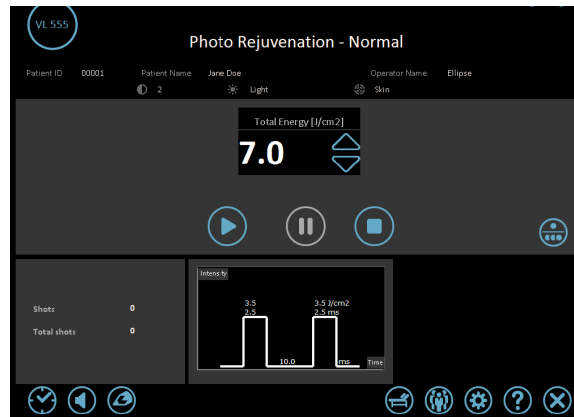 VL 555
Photo Rejuvenation - Normal
Patient ID 00001 Patient Name Jane Doe Operator Name Ellipse
2 Light Skin
Total Energy [J/cm2]
7.0
Intensity
Shots 0
Total shots 0
3.5 3.5 J/cm2
2.5 2.5 ms
10.0 ms Time
?